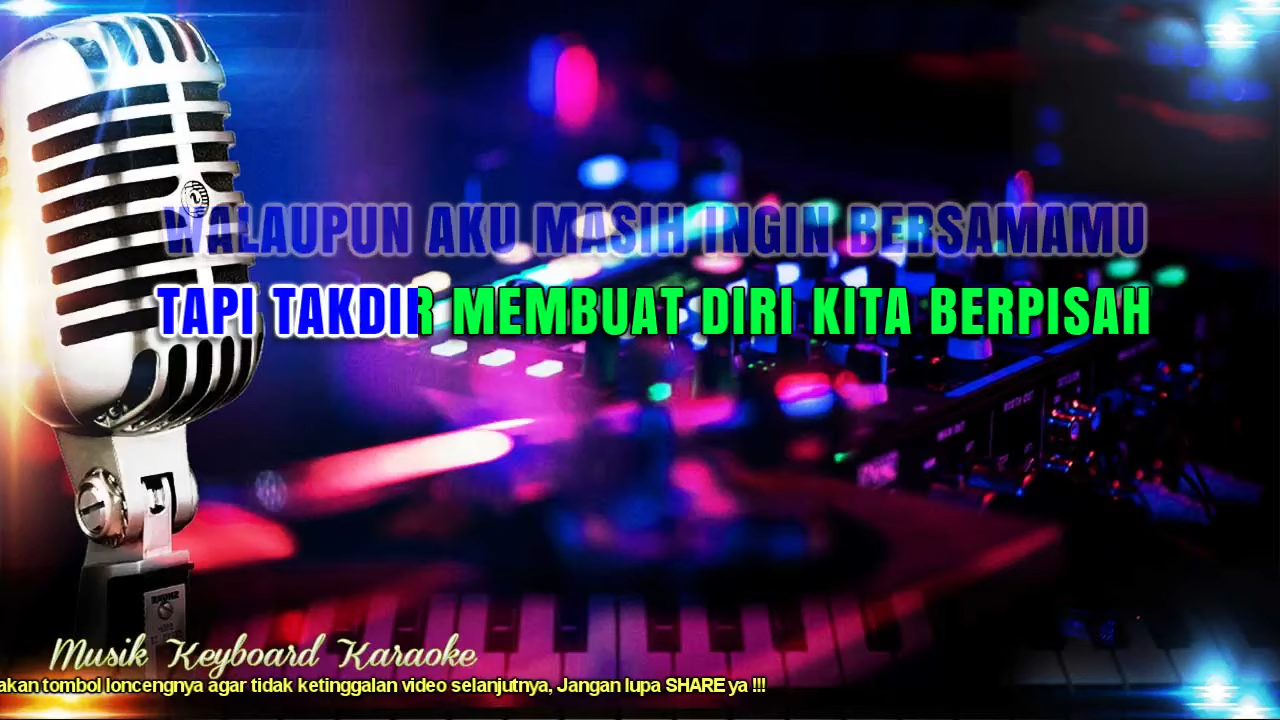 WALAUPUN AKU MASIH INGIN BERSAMAMU
TAPI TAKDIR MEMBUAT DIRI KITA BERPISAH
Musik Keyboard Karaoke
akan tombol loncengnya agar tidak ketinggalan video selanjutnya, Jangan lupa SHARE ya !!!